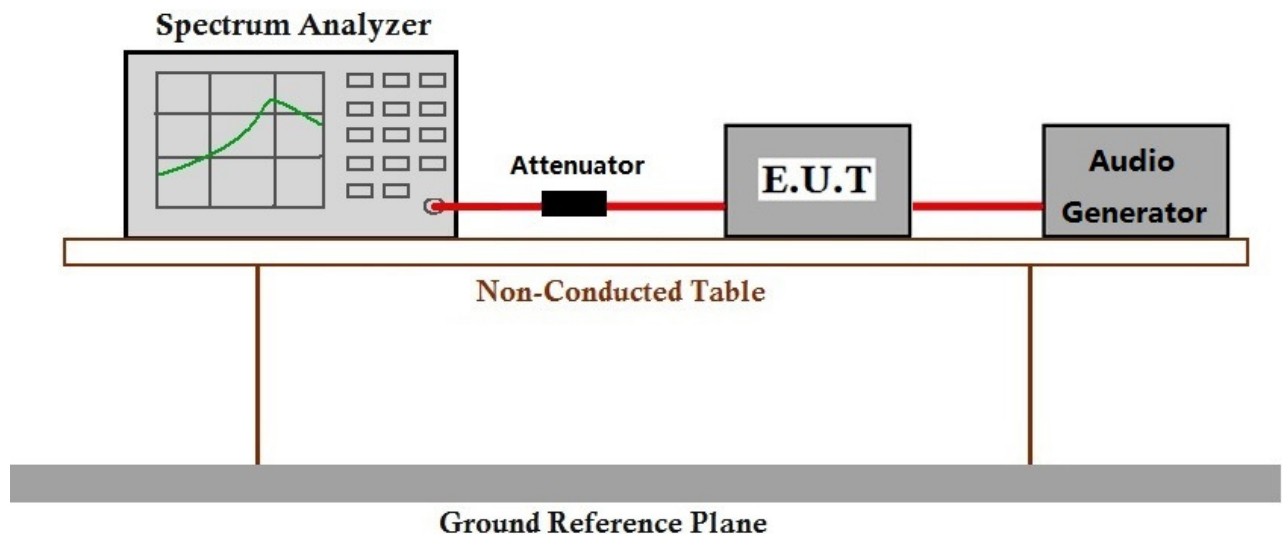 Spectrum Analyzer
Attenuator
E.U.T
Audio
Generator
Non-Conducted Table
Ground Reference Plane